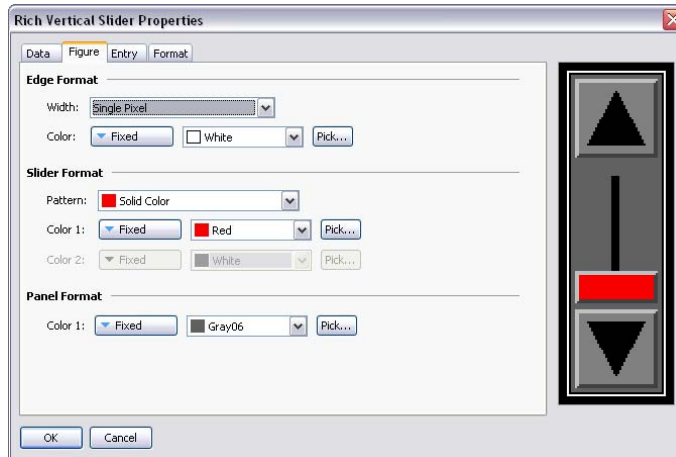 Rich Vertical Slider Properties
Data Figure Entry Format
Edge Format
Width: Single Pixel
Color: Fixed White Pick...
Slider Format
Pattern: Solid Color
Color 1: Fixed Red Pick...
Color 2: Fixed White Pick...
Panel Format
Color 1: Fixed Gray06 Pick...
OK Cancel